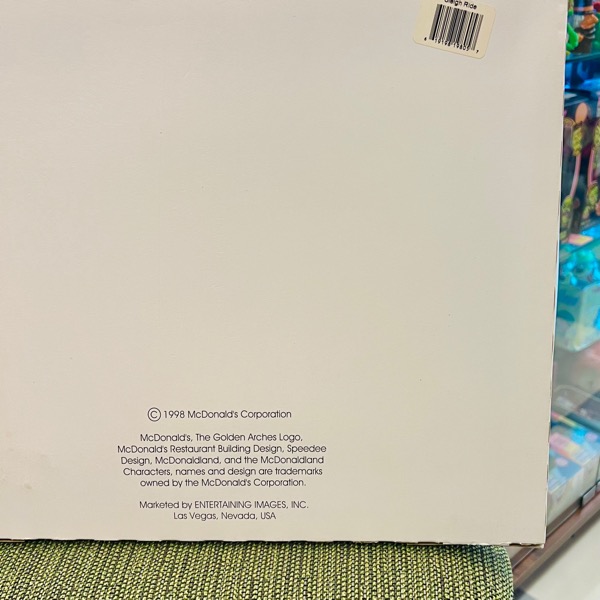 Sleigh Ride
© 1998 McDonald's Corporation
McDonald's, The Golden Arches Logo,
McDonald's Restaurant Building Design, Speedee
Design, McDonaldland, and the McDonaldland
Characters, names and design are trademarks
owned by the McDonald's Corporation.
Marketed by ENTERTAINING IMAGES, INC.
Las Vegas, Nevada, USA